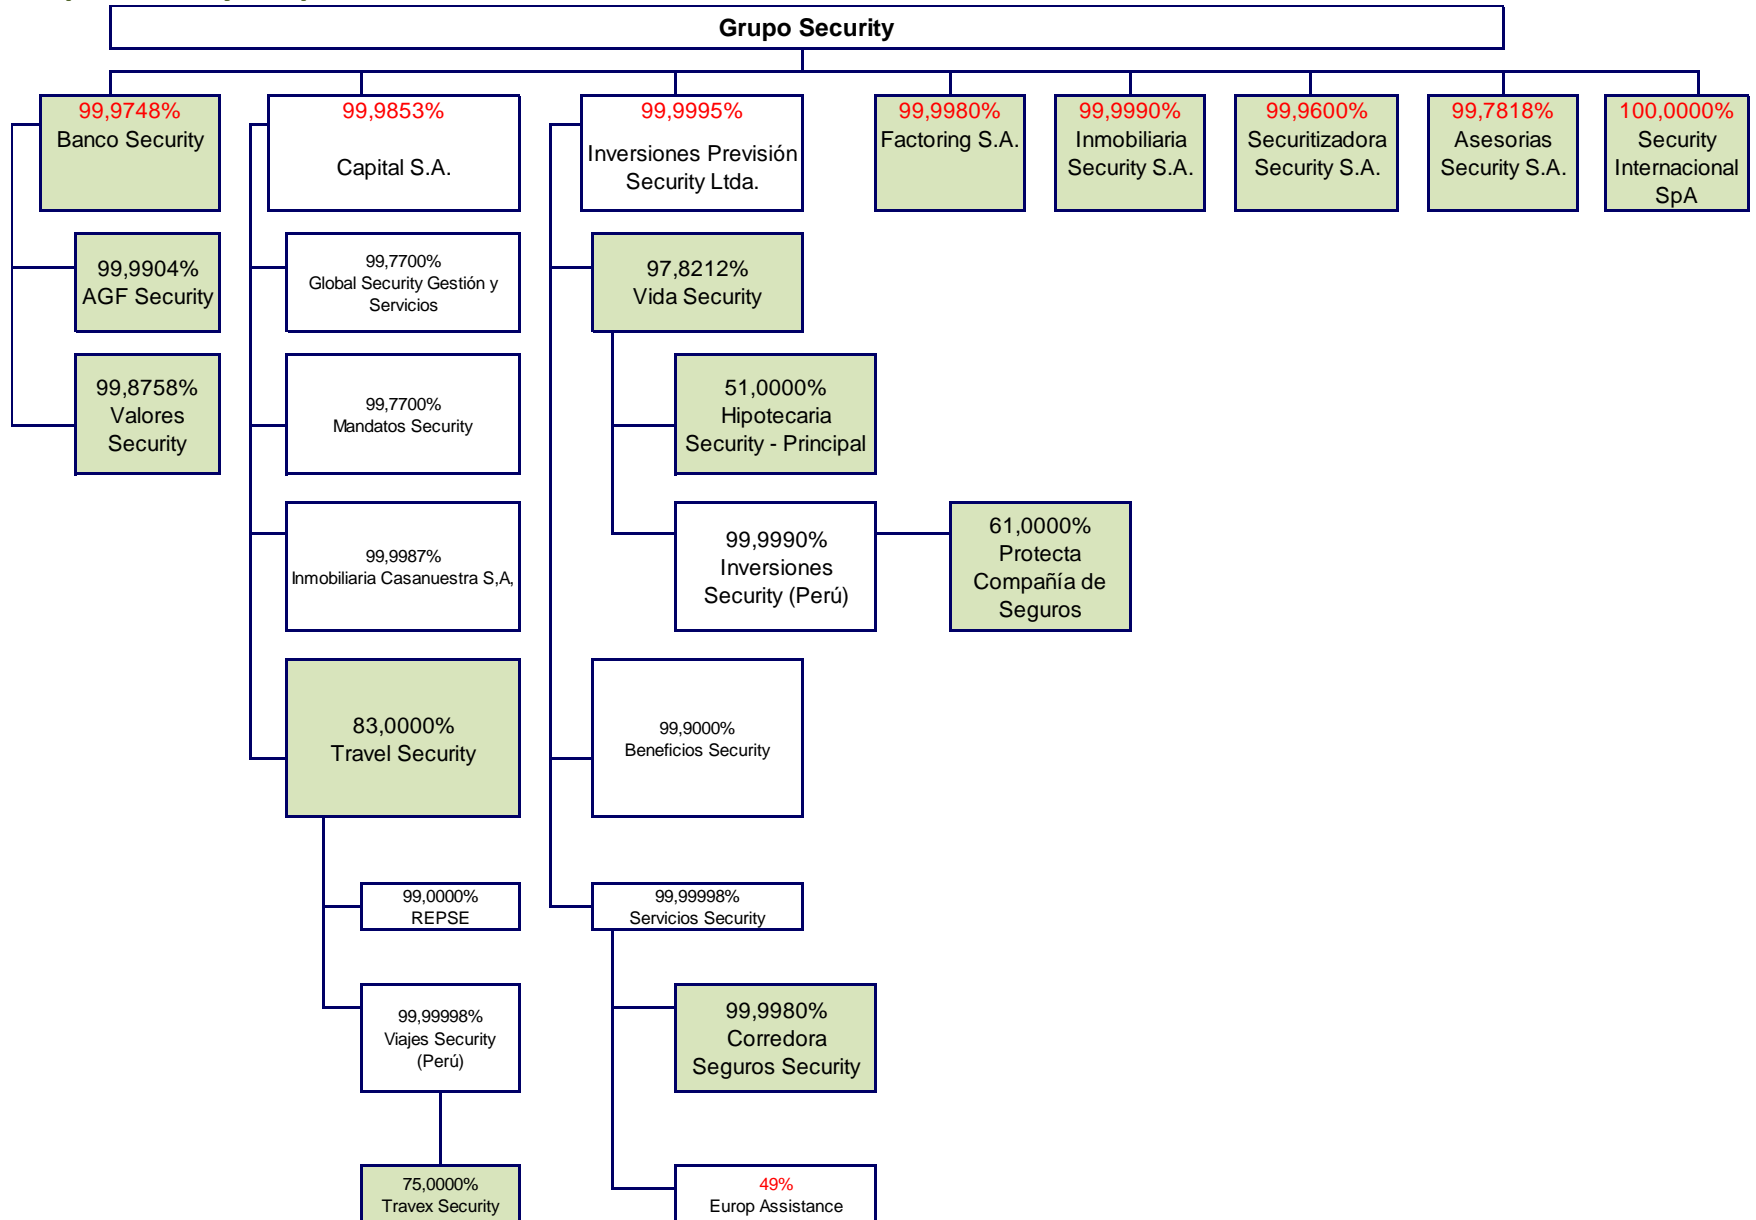 Grupo Security
99,9748%
Banco Security
99,9853%
Capital S.A.
99,9995%
Inversiones Previsión
Security Ltda.
99,9980%
Factoring S.A.
99,9990%
Inmobiliaria
Security S.A.
99,9600%
Securitizadora
Security S.A.
99,7818%
Asesorias
Security S.A.
100,0000%
Security
Internacional
SpA
99,9904%
AGF Security
99,7700%
Global Security Gestión y
Servicios
97,8212%
Vida Security
99,8758%
Valores
Security
99,7700%
Mandatos Security
51,0000%
Hipotecaria
Security - Principal
99,9987%
Inmobiliaria Casanuestra S,A,
99,9990%
Inversiones
Security (Perú)
61,0000%
Protecta
Compañía de
Seguros
83,0000%
Travel Security
99,9000%
Beneficios Security
99,0000%
REPSE
99,99998%
Servicios Security
99,99998%
Viajes Security
(Perú)
99,9980%
Corredora
Seguros Security
75,0000%
Travex Security
49%
Europ Assistance